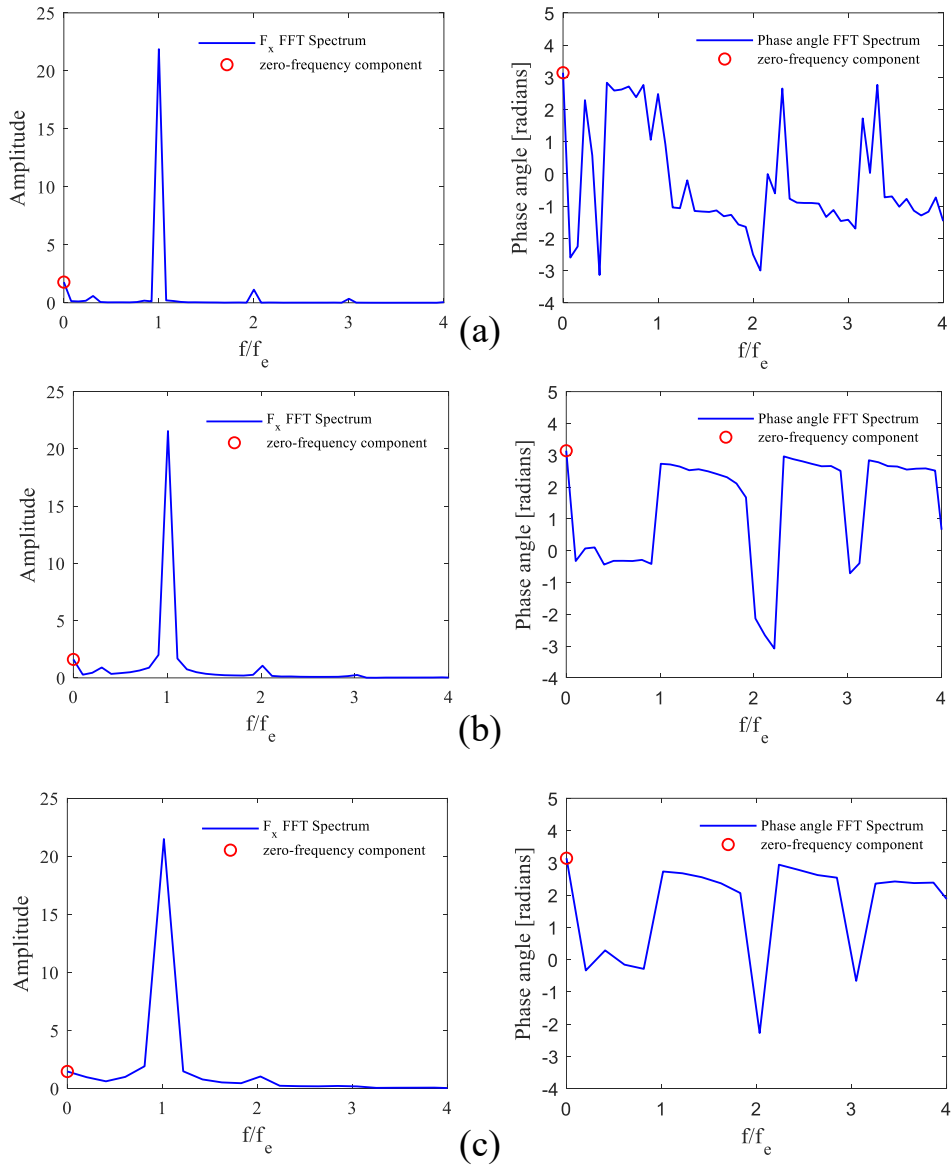 25
20
15
10
5
0
Amplitude
F_x FFT Spectrum
zero-frequency component
0 1 2 3 4
f/f_e
5
4
3
2
1
0
-1
-2
-3
-4
Phase angle [radians]
Phase angle FFT Spectrum
zero-frequency component
0 1 2 3 4
f/f_e
(a)
25
20
15
10
5
0
Amplitude
F_x FFT Spectrum
zero-frequency component
0 1 2 3 4
f/f_e
5
4
3
2
1
0
-1
-2
-3
-4
Phase angle [radians]
Phase angle FFT Spectrum
zero-frequency component
0 1 2 3 4
f/f_e
(b)
25
20
15
10
5
0
Amplitude
F_x FFT Spectrum
zero-frequency component
0 1 2 3 4
f/f_e
5
4
3
2
1
0
-1
-2
-3
-4
Phase angle [radians]
Phase angle FFT Spectrum
zero-frequency component
0 1 2 3 4
f/f_e
(c)